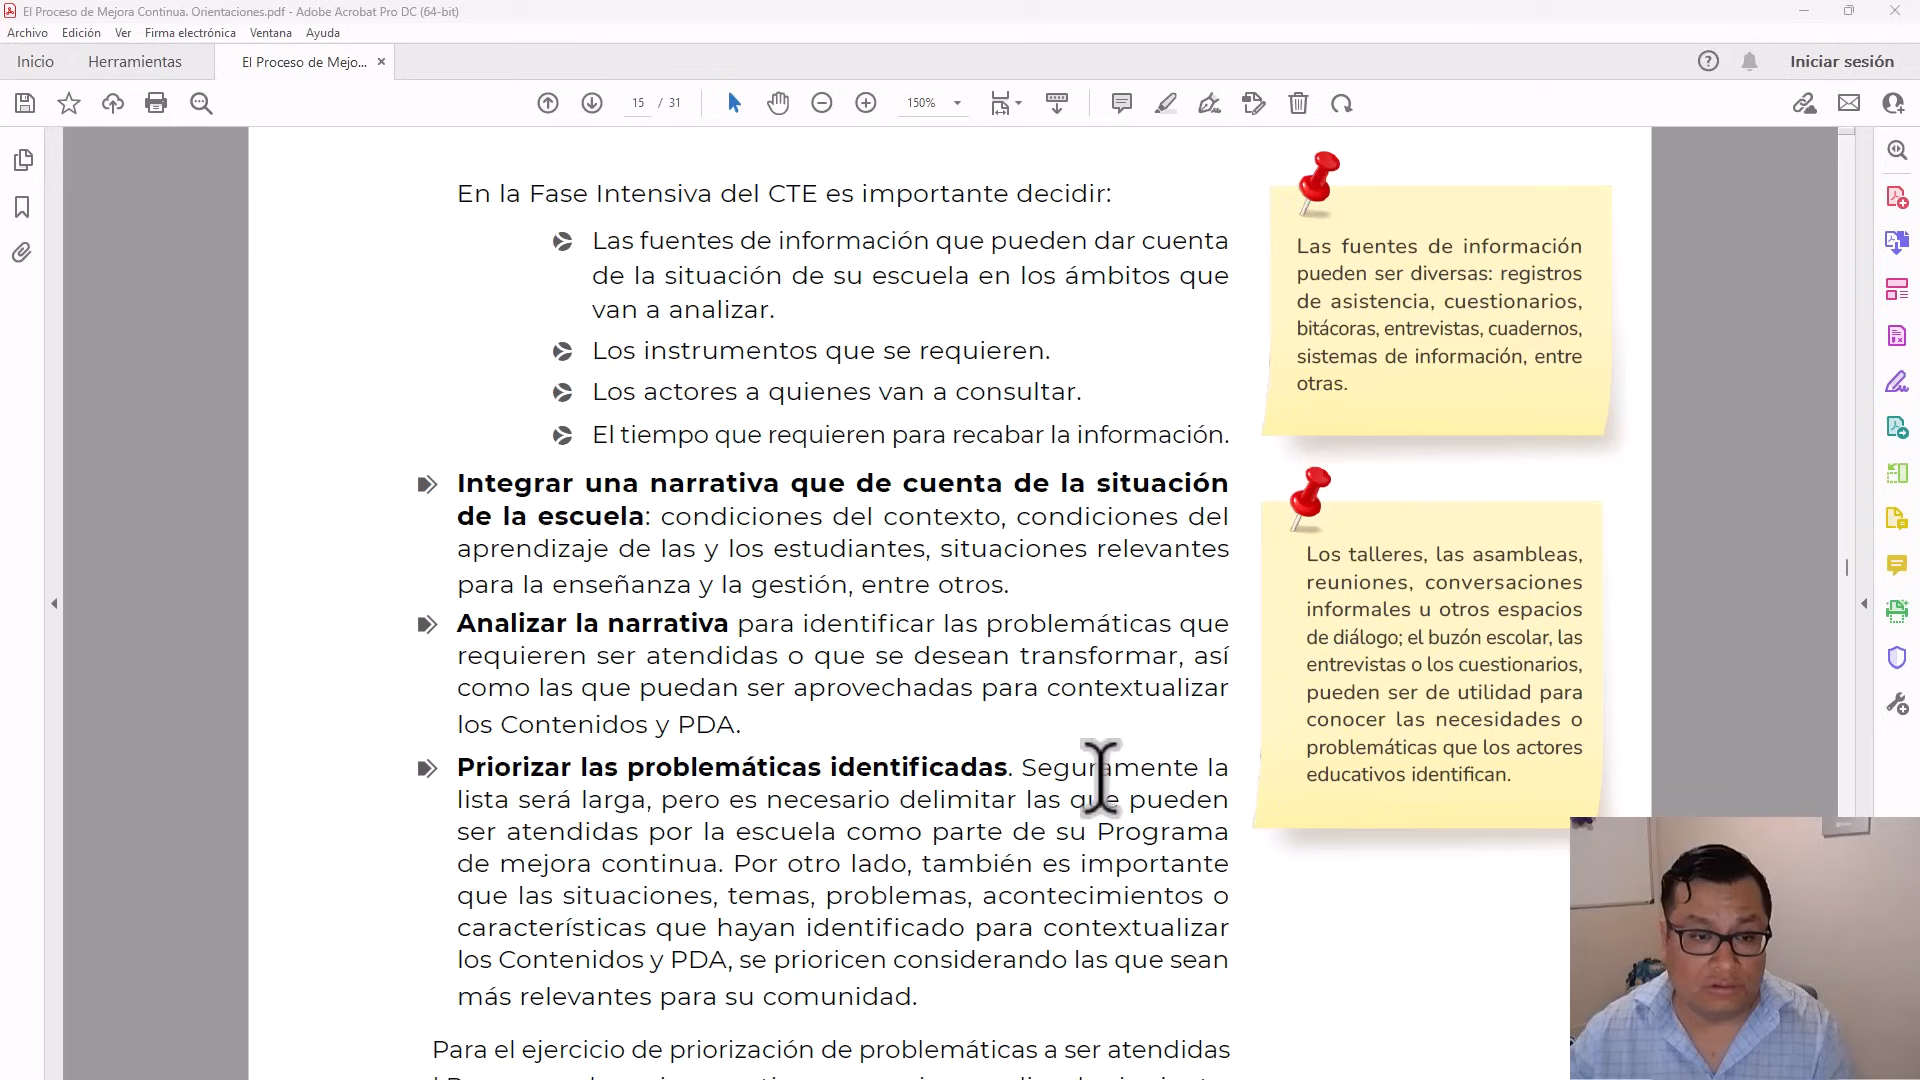 El Proceso de Mejora Continua. Orientaciones.pdf - Adobe Acrobat Pro DC (64-bit)
Archivo Edición Ver Firma electrónica Ventana Ayuda
Inicio Herramientas El Proceso de Mejo... Iniciar sesión
15 / 31 150%
En la Fase Intensiva del CTE es importante decidir:
Las fuentes de información que pueden dar cuenta
de la situación de su escuela en los ámbitos que
van a analizar.
Los instrumentos que se requieren.
Los actores a quienes van a consultar.
El tiempo que requieren para recabar la información.
Integrar una narrativa que de cuenta de la situación
de la escuela: condiciones del contexto, condiciones del
aprendizaje de las y los estudiantes, situaciones relevantes
para la enseñanza y la gestión, entre otros.
Analizar la narrativa para identificar las problemáticas que
requieren ser atendidas o que se desean transformar, así
como las que puedan ser aprovechadas para contextualizar
los Contenidos y PDA.
Priorizar las problemáticas identificadas. Seguramente la
lista será larga, pero es necesario delimitar las que pueden
ser atendidas por la escuela como parte de su Programa
de mejora continua. Por otro lado, también es importante
que las situaciones, temas, problemas, acontecimientos o
características que hayan identificado para contextualizar
los Contenidos y PDA, se prioricen considerando las que sean
más relevantes para su comunidad.
Para el ejercicio de priorización de problemáticas a ser atendidas
Las fuentes de información
pueden ser diversas: registros
de asistencia, cuestionarios,
bitácoras, entrevistas, cuadernos,
sistemas de información, entre
otras.
Los talleres, las asambleas,
reuniones, conversaciones
informales u otros espacios
de diálogo; el buzón escolar, las
entrevistas o los cuestionarios,
pueden ser de utilidad para
conocer las necesidades o
problemáticas que los actores
educativos identifican.